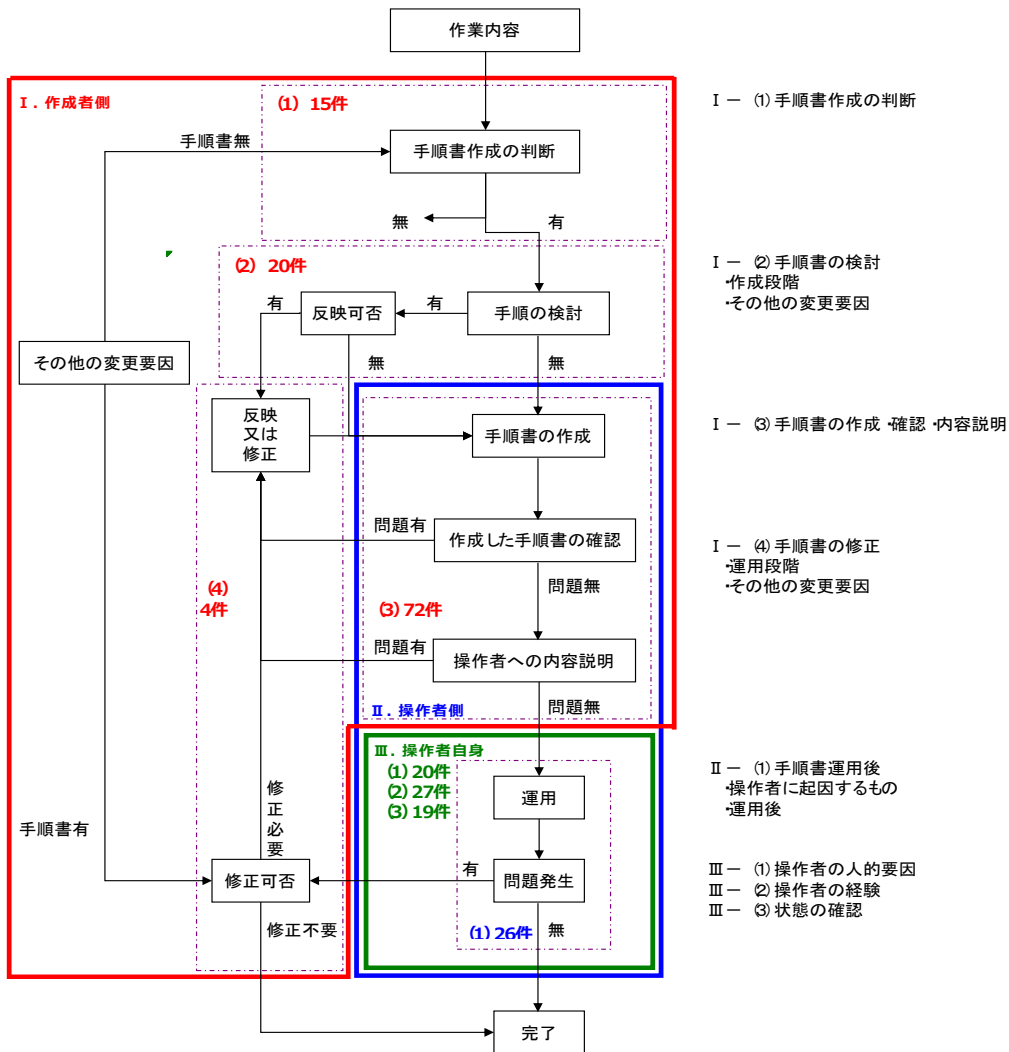 作業内容
Ⅰ．作成者側
(1) 15件
Ⅰ－ (1) 手順書作成の判断
手順書無
手順書作成の判断
無
有
(2) 20件
Ⅰ－ (2) 手順書の検討
・作成段階
・その他の変更要因
有
反映可否
有
手順の検討
無
無
その他の変更要因
反映
又は
修正
手順書の作成
Ⅰ－ (3) 手順書の作成・確認・内容説明
問題有
作成した手順書の確認
Ⅰ－ (4) 手順書の修正
・運用段階
・その他の変更要因
問題無
(4)
4件
(3) 72件
問題有
操作者への内容説明
Ⅱ．操作者側
問題無
Ⅲ．操作者自身
(1) 20件
(2) 27件
(3) 19件
運用
Ⅱ－ (1) 手順書運用後
・操作者に起因するもの
・運用後
修
正
必
要
手順書有
修正可否
有
問題発生
Ⅲ－ (1) 操作者の人的要因
Ⅲ－ (2) 操作者の経験
Ⅲ－ (3) 状態の確認
修正不要
(1) 26件
無
完了